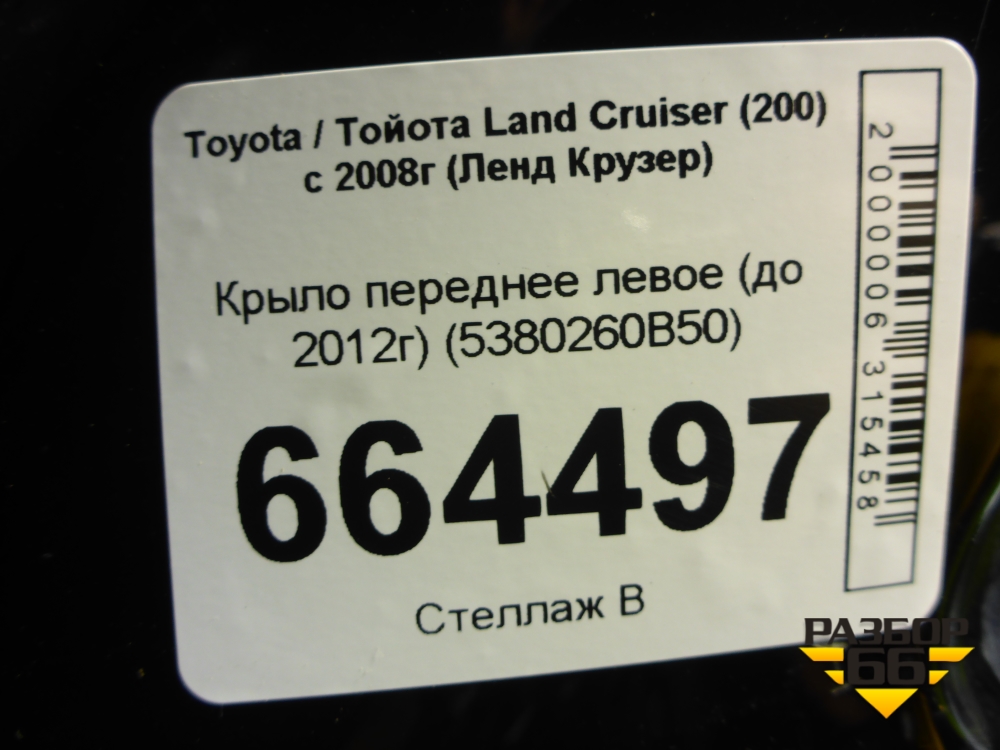 Toyota / Тойота Land Cruiser (200)
с 2008г (Ленд Крузер)
Крыло переднее левое (до
2012г) (5380260B50)
664497
Стеллаж В
2000006315458
РАЗБОР
66